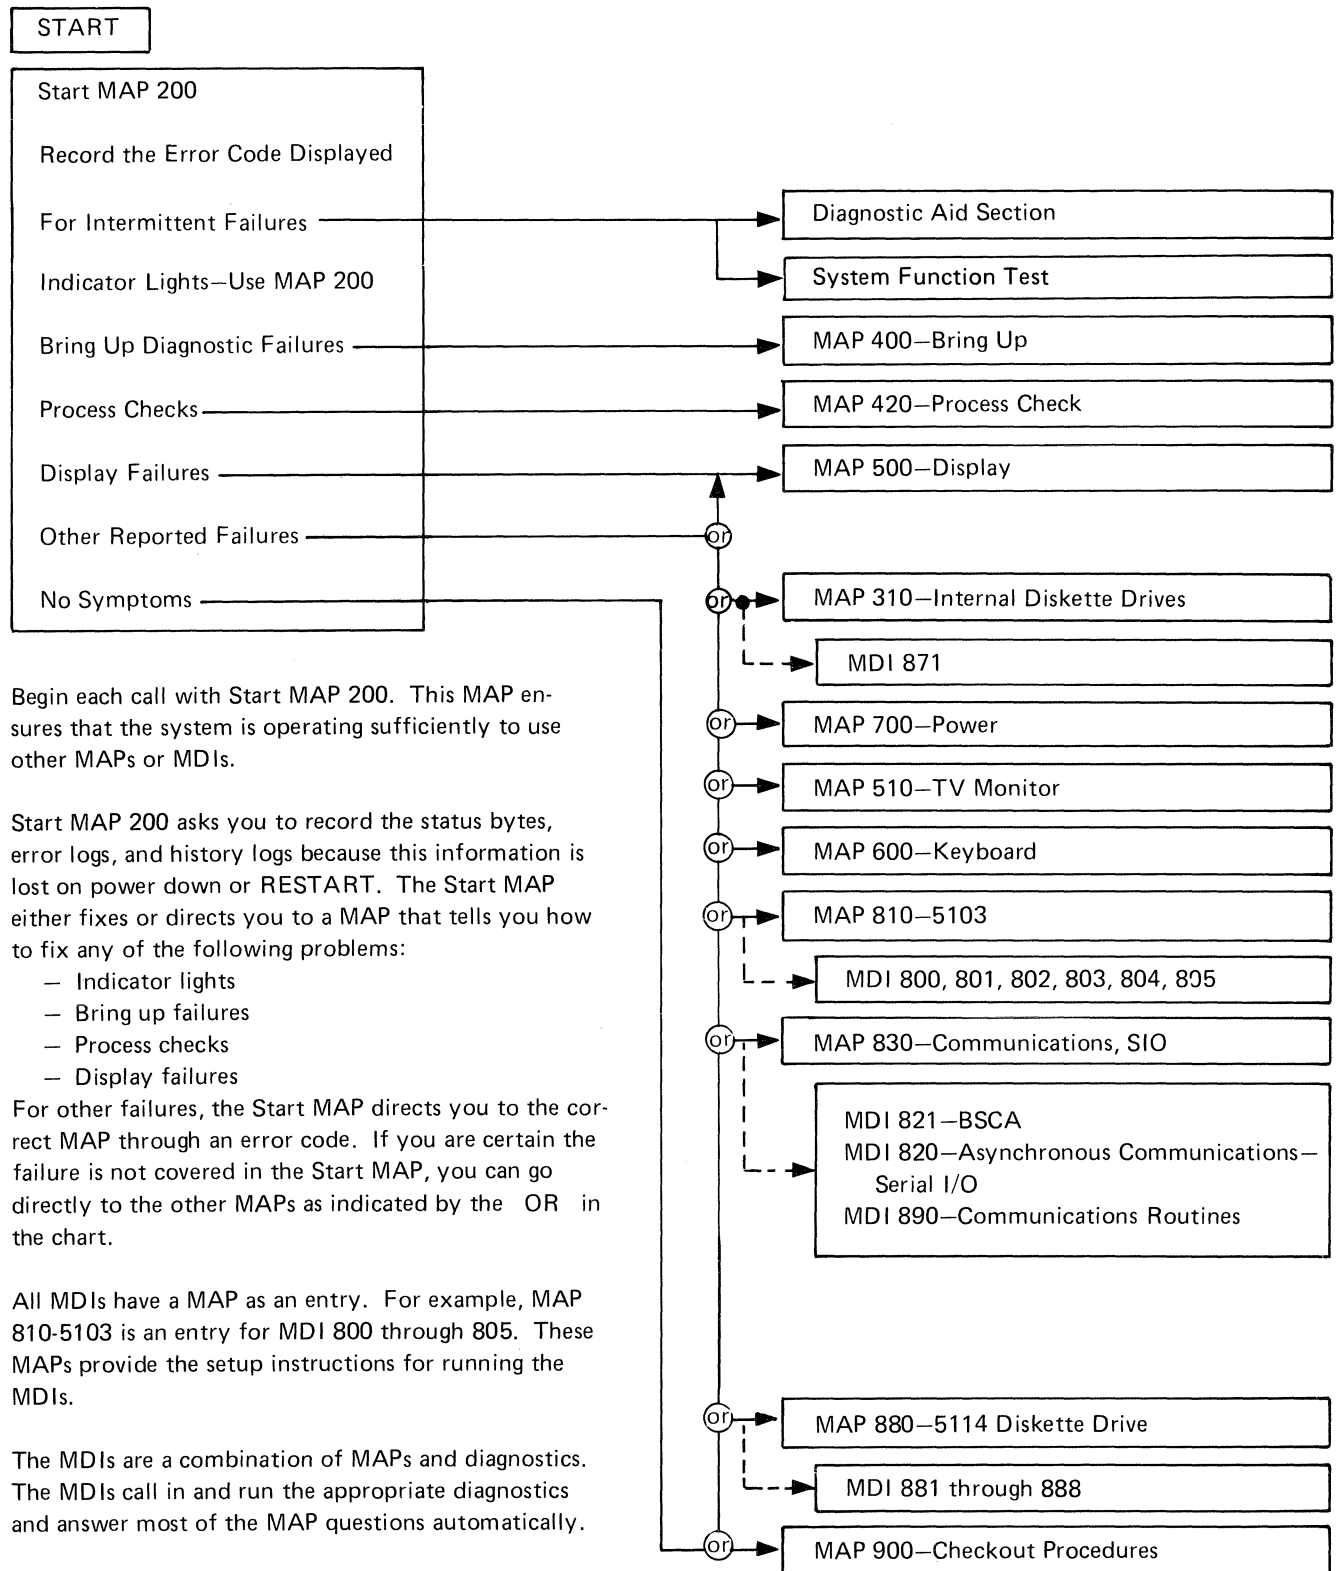 START
Start MAP 200
Record the Error Code Displayed
For Intermittent Failures
Indicator Lights—Use MAP 200
Bring Up Diagnostic Failures
Process Checks
Display Failures
Other Reported Failures
No Symptoms
Diagnostic Aid Section
System Function Test
MAP 400—Bring Up
MAP 420—Process Check
MAP 500—Display
or
or
MAP 310—Internal Diskette Drives
MDI 871
or
MAP 700—Power
or
MAP 510—TV Monitor
or
MAP 600—Keyboard
or
MAP 810—5103
MDI 800, 801, 802, 803, 804, 805
or
MAP 830—Communications, SIO
MDI 821—BSCA
MDI 820—Asynchronous Communications—
Serial I/O
MDI 890—Communications Routines
or
MAP 880—5114 Diskette Drive
MDI 881 through 888
or
MAP 900—Checkout Procedures
Begin each call with Start MAP 200. This MAP en-
sures that the system is operating sufficiently to use
other MAPs or MDIs.
Start MAP 200 asks you to record the status bytes,
error logs, and history logs because this information is
lost on power down or RESTART. The Start MAP
either fixes or directs you to a MAP that tells you how
to fix any of the following problems:
— Indicator lights
— Bring up failures
— Process checks
— Display failures
For other failures, the Start MAP directs you to the cor-
rect MAP through an error code. If you are certain the
failure is not covered in the Start MAP, you can go
directly to the other MAPs as indicated by the OR in
the chart.
All MDIs have a MAP as an entry. For example, MAP
810-5103 is an entry for MDI 800 through 805. These
MAPs provide the setup instructions for running the
MDIs.
The MDIs are a combination of MAPs and diagnostics.
The MDIs call in and run the appropriate diagnostics
and answer most of the MAP questions automatically.